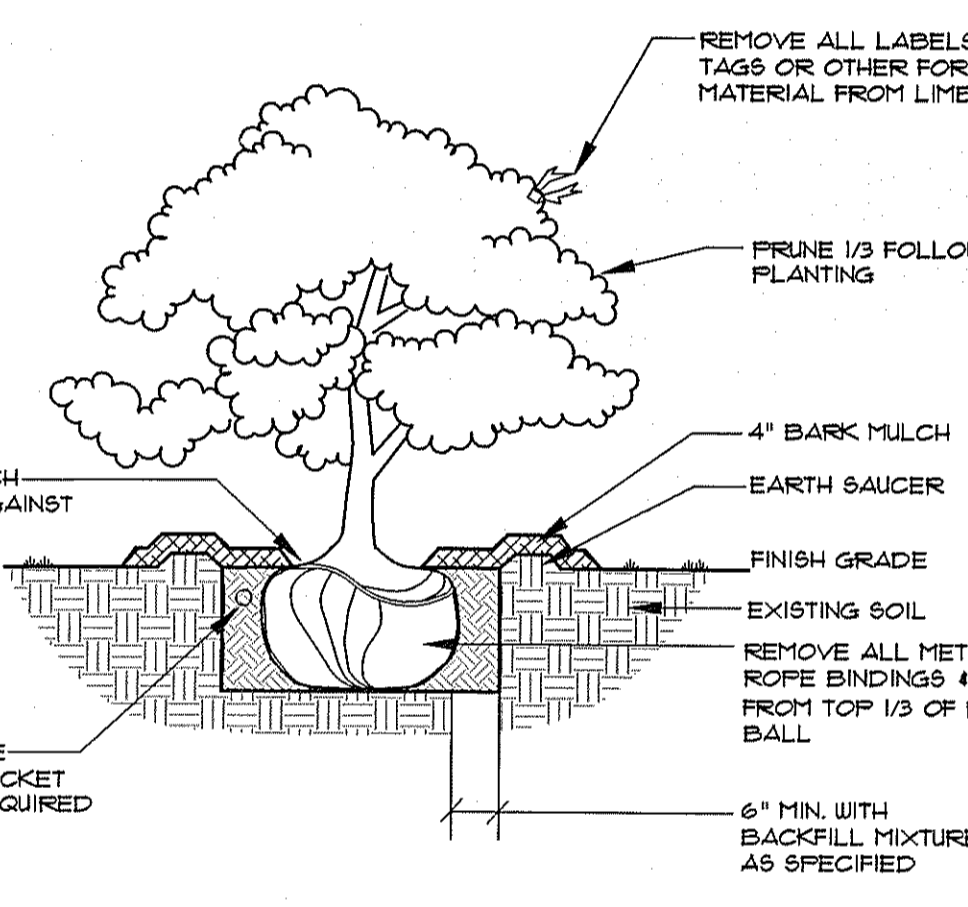 REMOVE ALL LABELS
TAGS OR OTHER FOR
MATERIAL FROM LIME
PRUNE 1/3 FOLLO
PLANTING
4" BARK MULCH
EARTH SAUCER
FINISH GRADE
EXISTING SOIL
REMOVE ALL MET
ROPE BINDINGS &
FROM TOP 1/3 OF
BALL
6" MIN. WITH
BACKFILL MIXTURE
AS SPECIFIED
CH
GAINST
E
CKET
QUIRED